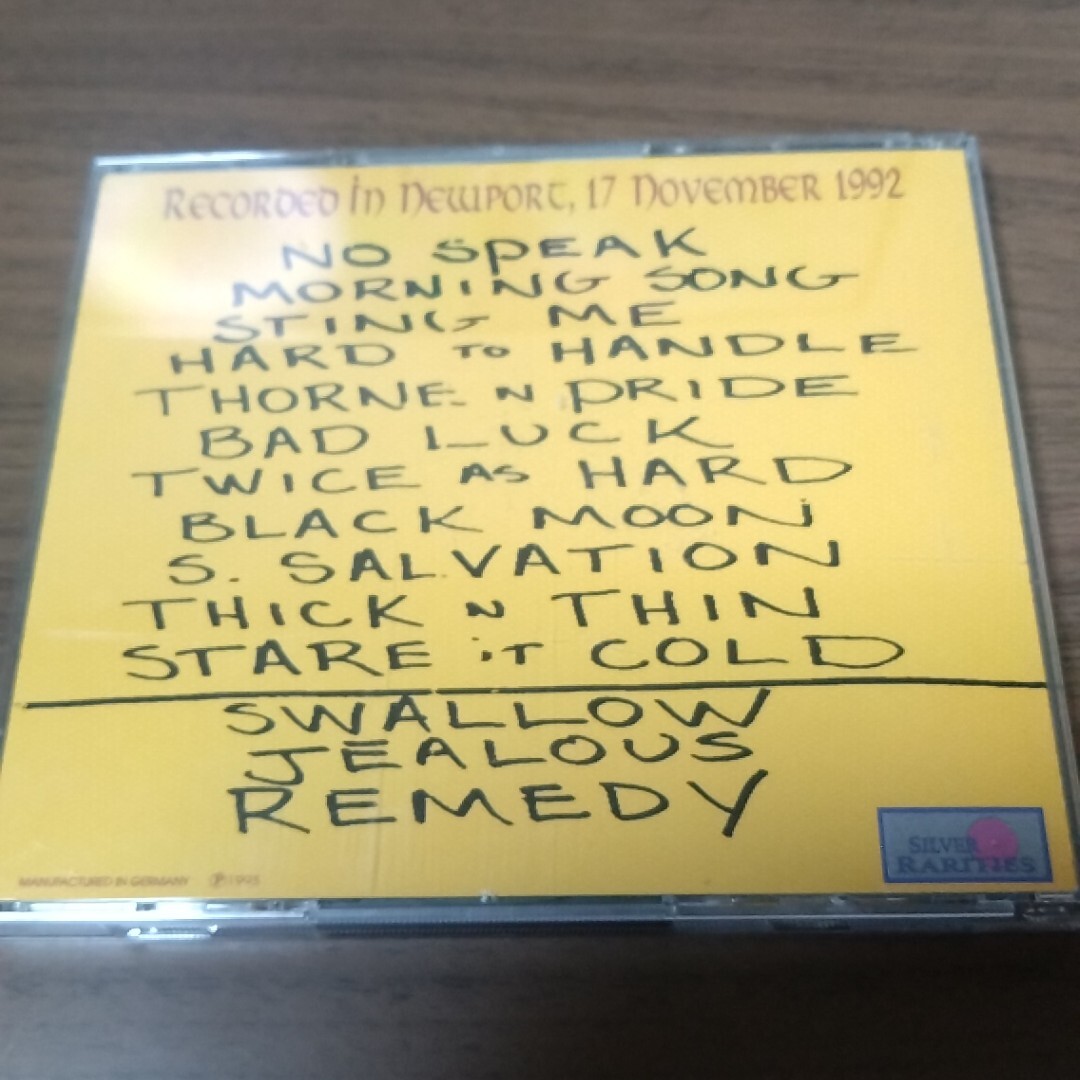 Recorded in Newport, 17 November 1992
NO SPEAK
MORNING SONG
STING ME
HARD TO HANDLE
THORNE N PRIDE
BAD LUCK
TWICE AS HARD
BLACK MOON
S. SALVATION
THICK N THIN
STARE iT COLD
SWALLOW
JEALOUS
REMEDY
SILVER
RARITIES
MANUFACTURED IN GERMANY